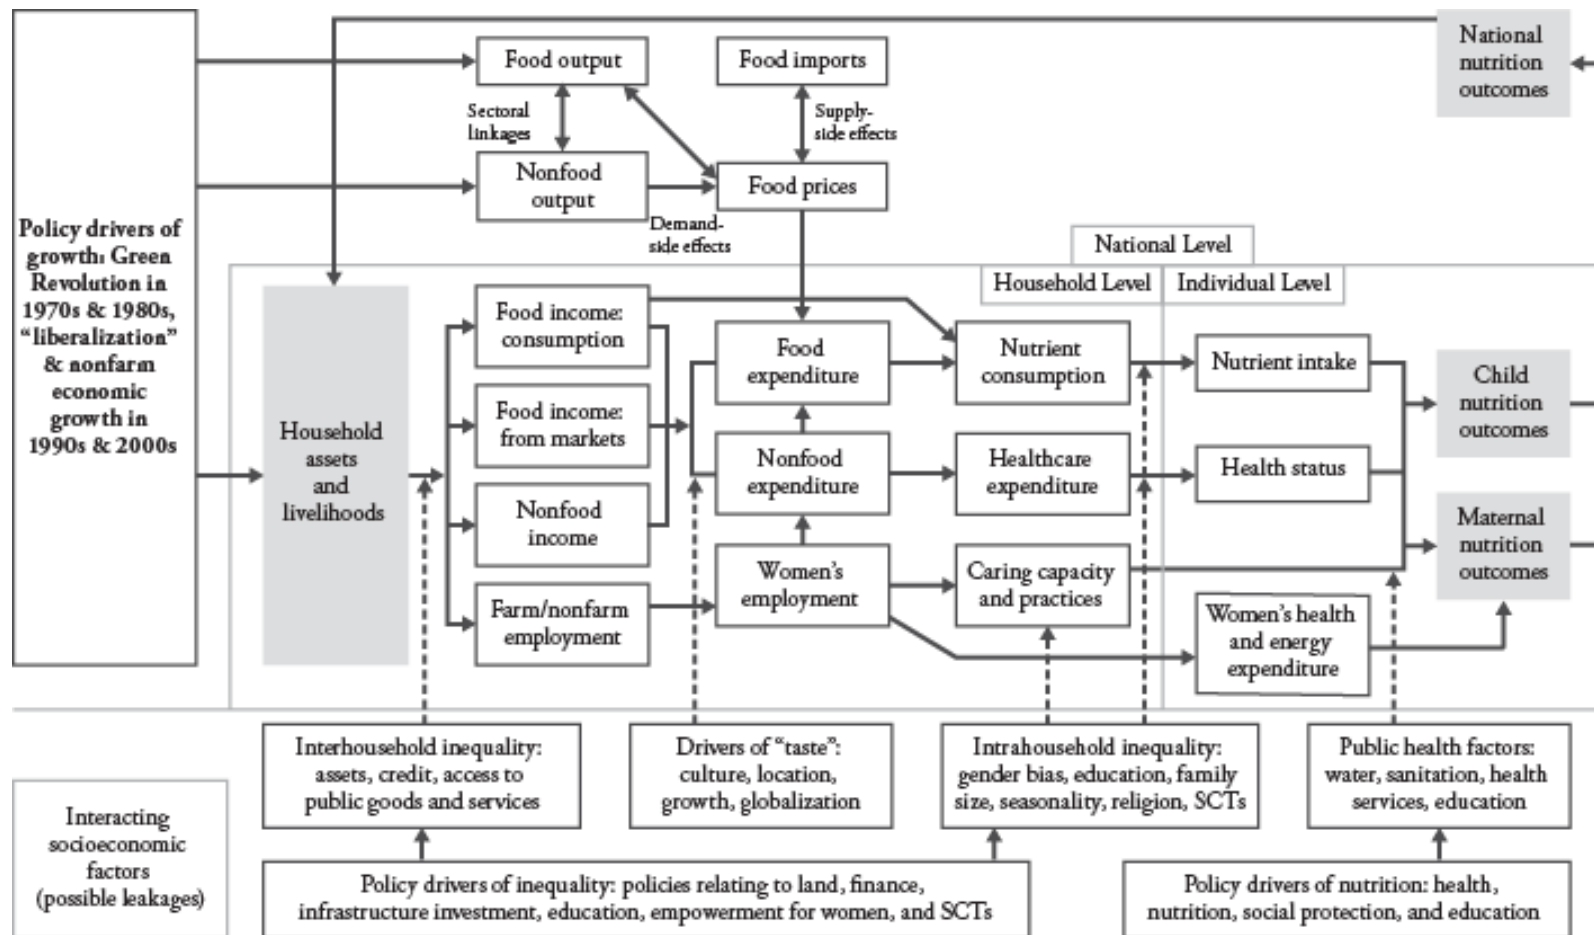 National
nutrition
outcomes
Food output
Food imports
Sectoral
linkages
Supply-
side effects
Nonfood
output
Food prices
Demand-
side effects
Policy drivers of
growth: Green
Revolution in
1970s & 1980s,
“liberalization”
& nonfarm
economic
growth in
1990s & 2000s
National Level
Household Level
Individual Level
Household
assets
and
livelihoods
Food income:
consumption
Food income:
from markets
Nonfood
income
Farm/nonfarm
employment
Food
expenditure
Nonfood
expenditure
Women’s
employment
Nutrient
consumption
Healthcare
expenditure
Caring capacity
and practices
Nutrient intake
Health status
Women’s health
and energy
expenditure
Child
nutrition
outcomes
Maternal
nutrition
outcomes
Interhousehold inequality:
assets, credit, access to
public goods and services
Drivers of “taste”:
culture, location,
growth, globalization
Intrahousehold inequality:
gender bias, education, family
size, seasonality, religion, SCTs
Public health factors:
water, sanitation, health
services, education
Interacting
socioeconomic
factors
(possible leakages)
Policy drivers of inequality: policies relating to land, finance,
infrastructure investment, education, empowerment for women, and SCTs
Policy drivers of nutrition: health,
nutrition, social protection, and education